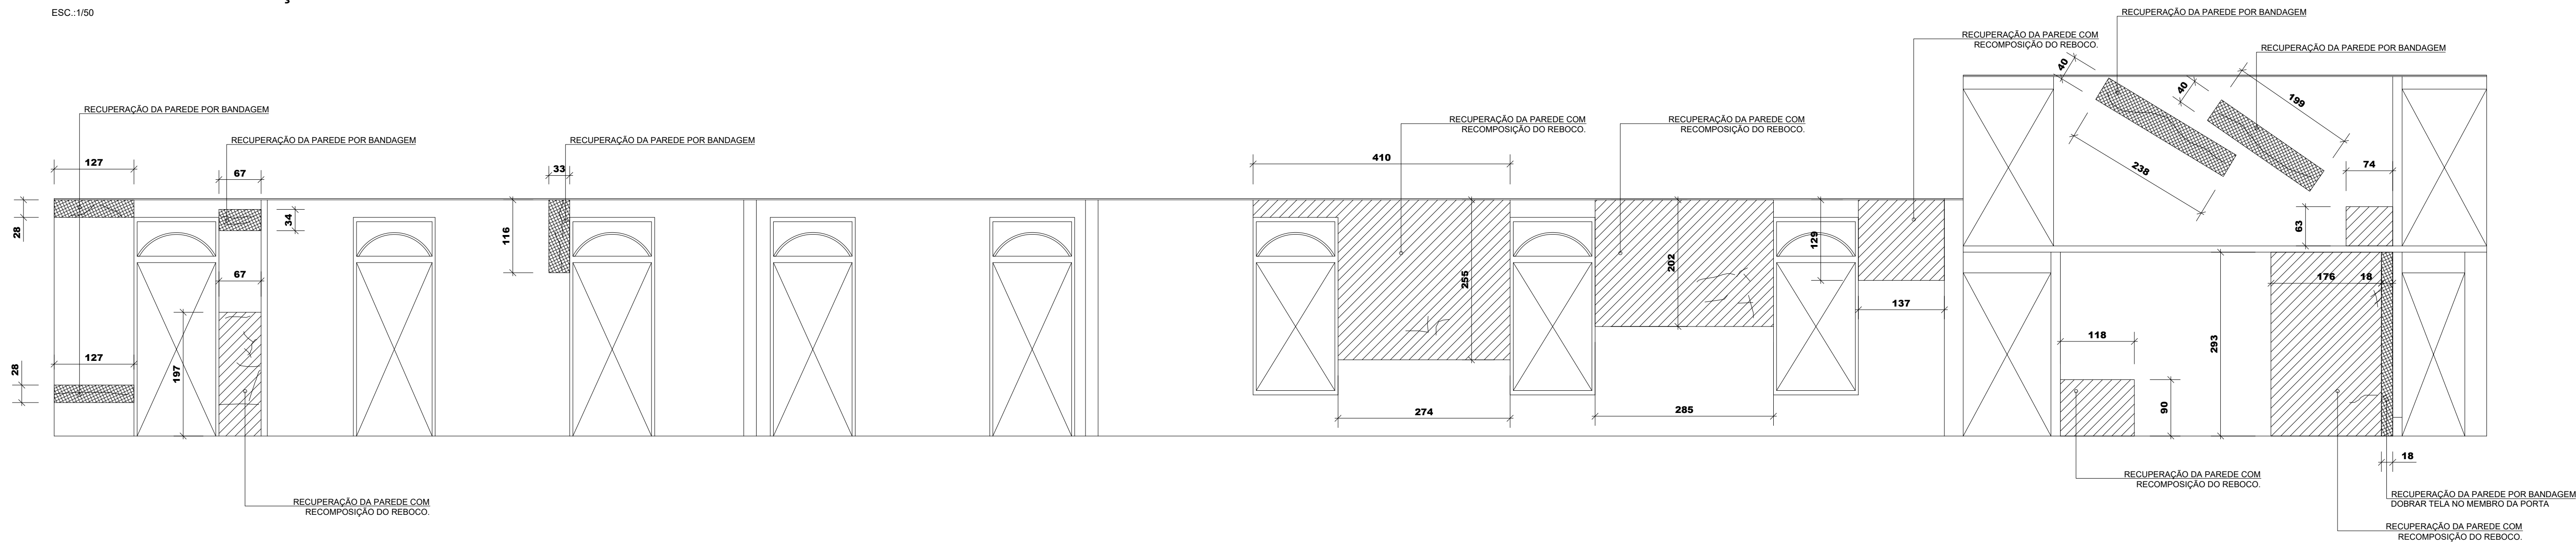 ESC.:1/50
RECUPERAÇÃO DA PAREDE POR BANDAGEM
RECUPERAÇÃO DA PAREDE COM
RECOMPOSIÇÃO DO REBOCO.
RECUPERAÇÃO DA PAREDE POR BANDAGEM
40
40
199
238
74
63
RECUPERAÇÃO DA PAREDE POR BANDAGEM
RECUPERAÇÃO DA PAREDE POR BANDAGEM
RECUPERAÇÃO DA PAREDE POR BANDAGEM
RECUPERAÇÃO DA PAREDE COM
RECOMPOSIÇÃO DO REBOCO.
RECUPERAÇÃO DA PAREDE COM
RECOMPOSIÇÃO DO REBOCO.
127
67
33
410
28
34
116
129
202
255
67
137
176
18
293
118
127
28
197
274
285
90
18
RECUPERAÇÃO DA PAREDE COM
RECOMPOSIÇÃO DO REBOCO.
RECUPERAÇÃO DA PAREDE COM
RECOMPOSIÇÃO DO REBOCO.
RECUPERAÇÃO DA PAREDE POR BANDAGEM
DOBRAR TELA NO MEMBRO DA PORTA
RECUPERAÇÃO DA PAREDE COM
RECOMPOSIÇÃO DO REBOCO.